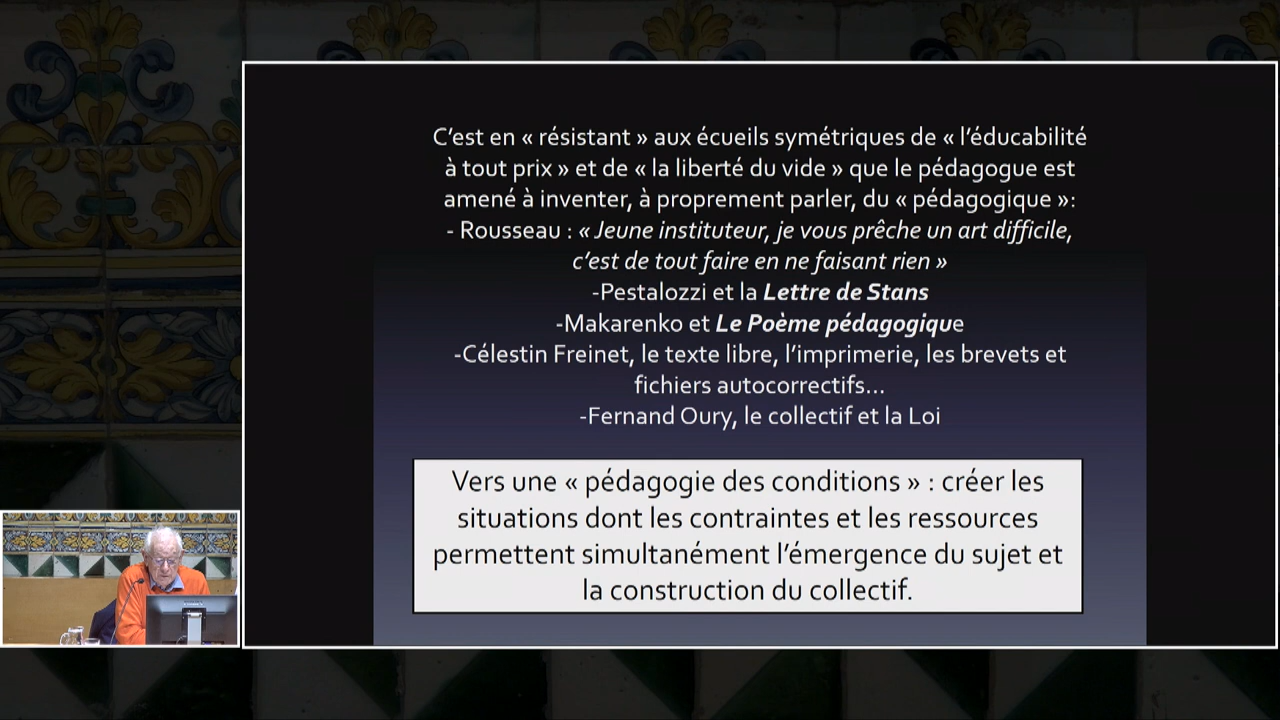 C'est en « résistant » aux écueils symétriques de « l'éducabilité
à tout prix » et de « la liberté du vide » que le pédagogue est
amené à inventer, à proprement parler, du « pédagogique »:
- Rousseau : « Jeune instituteur, je vous prêche un art difficile,
c'est de tout faire en ne faisant rien »
-Pestalozzi et la Lettre de Stans
-Makarenko et Le Poème pédagogique
-Célestin Freinet, le texte libre, l'imprimerie, les brevets et
fichiers autocorrectifs...
-Fernand Oury, le collectif et la Loi
Vers une « pédagogie des conditions » : créer les
situations dont les contraintes et les ressources
permettent simultanément l'émergence du sujet et
la construction du collectif.